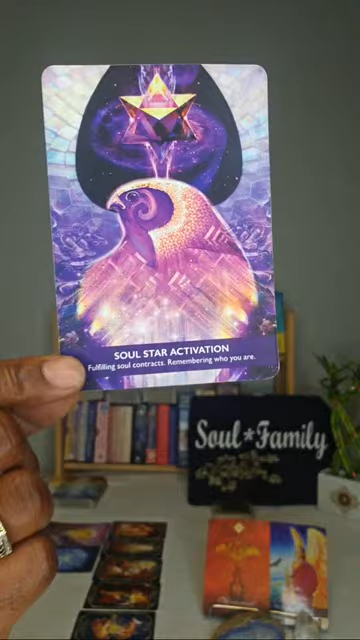 SOUL STAR ACTIVATION
Fulfilling soul contracts. Remembering who you are.
Soul*Family